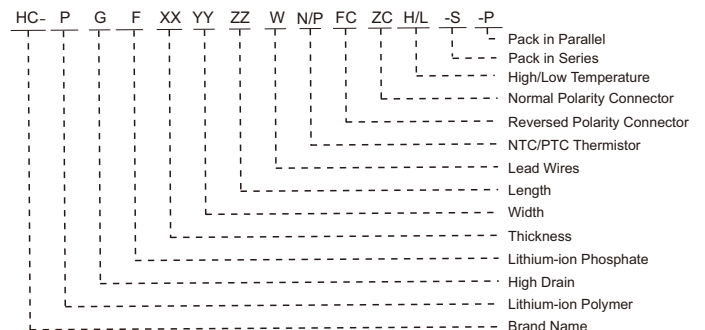 HC- P G F XX YY ZZ W N/P FC ZC H/L -S -P
Pack in Parallel
Pack in Series
High/Low Temperature
Normal Polarity Connector
Reversed Polarity Connector
NTC/PTC Thermistor
Lead Wires
Length
Width
Thickness
Lithium-ion Phosphate
High Drain
Lithium-ion Polymer
Brand Name